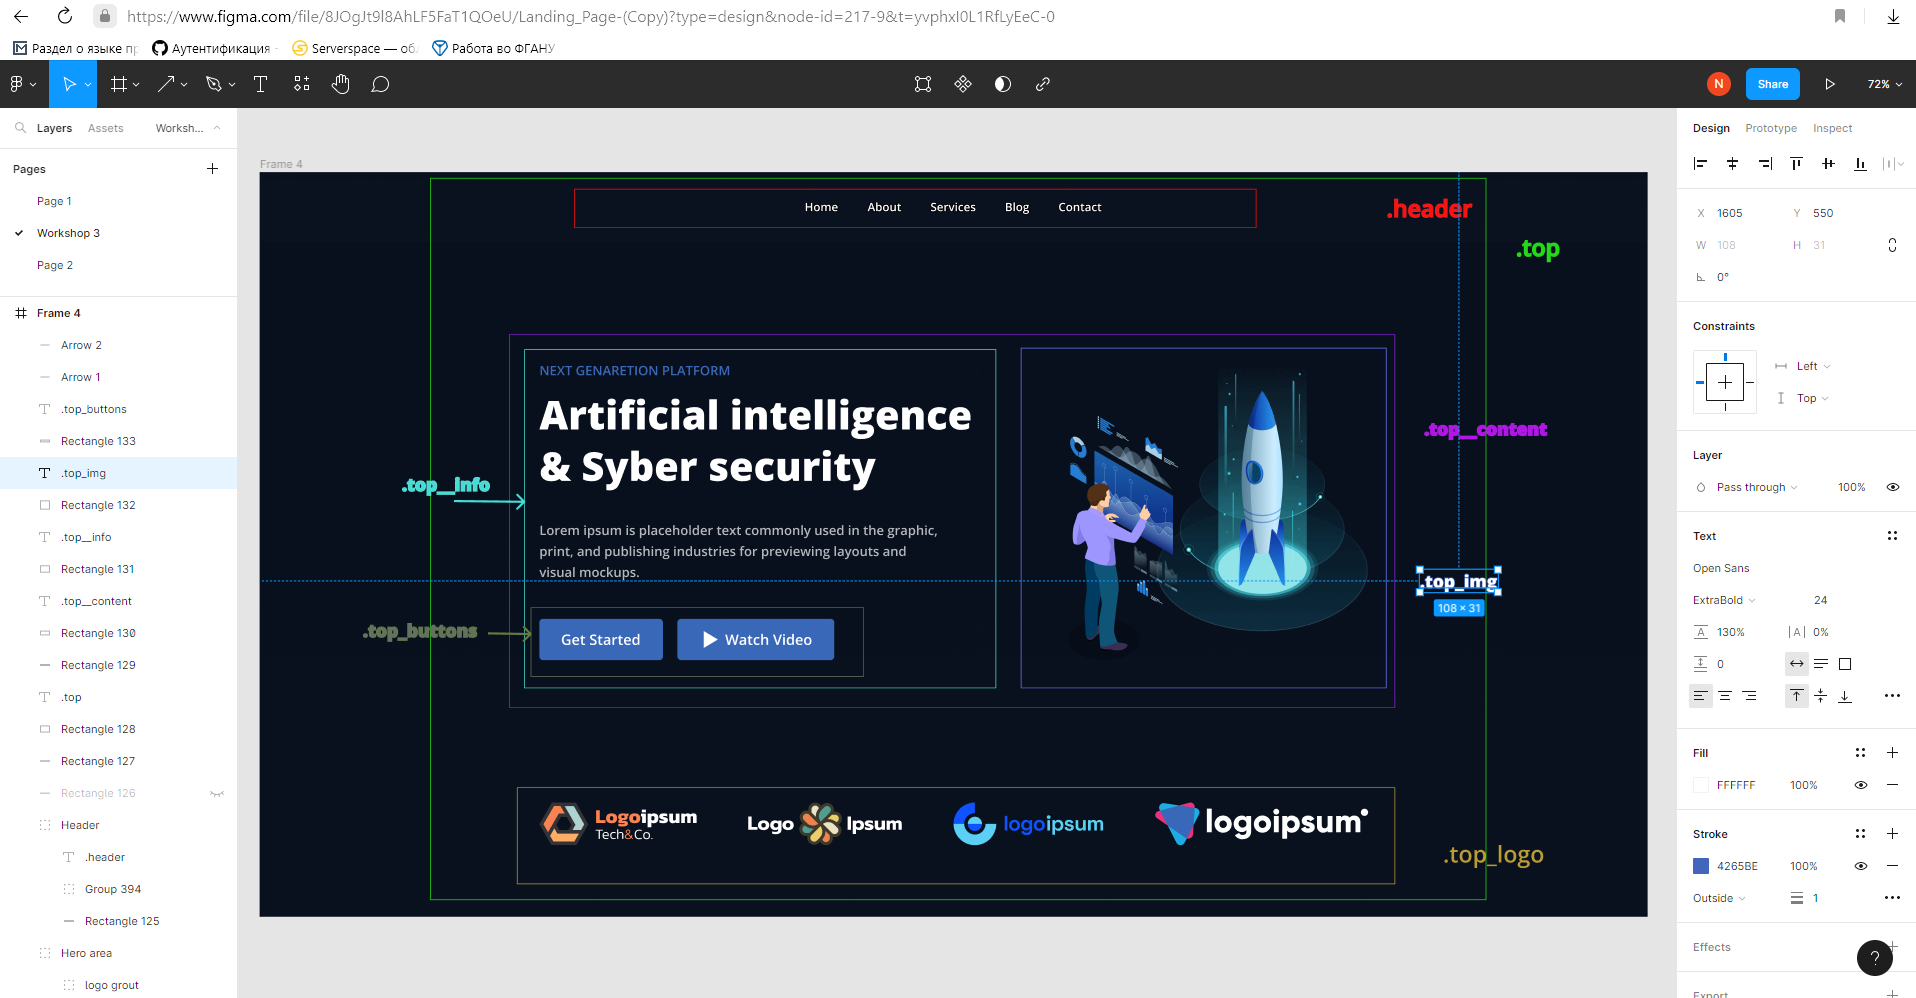 https://www.figma.com/file/8JOgJt9l8AhLF5FaT1QOeU/Landing_Page-(Copy)?type=design&node-id=217-9&t=yvphxI0L1RfLyEeC-0
Раздел о языке
Аутентификация
Serverspace —
Работа во ФГАНУ
N
Share
72%
Layers Assets Worksh...
Pages
Page 1
Workshop 3
Page 2
Frame 4
Arrow 2
Arrow 1
.top_buttons
Rectangle 133
.top_img
Rectangle 132
.top__info
Rectangle 131
.top__content
Rectangle 130
Rectangle 129
.top
Rectangle 128
Rectangle 127
Rectangle 126
Header
.header
Group 394
Rectangle 125
Hero area
logo grout
Frame 4
Home About Services Blog Contact
.header
.top
NEXT GENARETION PLATFORM
Artificial intelligence
& Syber security
.top__content
.top__info
Lorem ipsum is placeholder text commonly used in the graphic,
print, and publishing industries for previewing layouts and
visual mockups.
.top_img
108 × 31
.top_buttons
Get Started
Watch Video
Logoipsum
Tech&Co.
Logo Ipsum
logoipsum
logoipsum
.top_logo
Design Prototype Inspect
X 1605 Y 550
W 108 H 31
0°
Constraints
Left
Top
Layer
Pass through 100%
Text
Open Sans
ExtraBold 24
A 130% |A| 0%
0
Fill
FFFFFF 100%
Stroke
4265BE 100%
Outside 1
Effects
?
Export